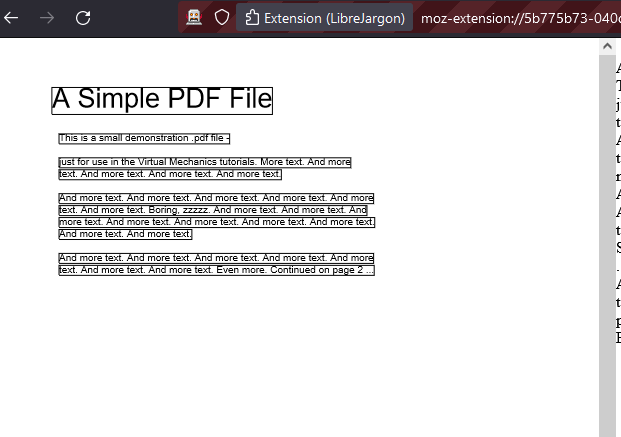 Extension (LibreJargon) moz-extension://5b775b73-040
A Simple PDF File
This is a small demonstration .pdf file -
just for use in the Virtual Mechanics tutorials. More text. And more
text. And more text. And more text. And more text.
And more text. And more text. And more text. And more text. And more
text. And more text. Boring, zzzzz. And more text. And more text. And
more text. And more text. And more text. And more text. And more text.
And more text. And more text.
And more text. And more text. And more text. And more text. And more
text. And more text. And more text. Even more. Continued on page 2 ...